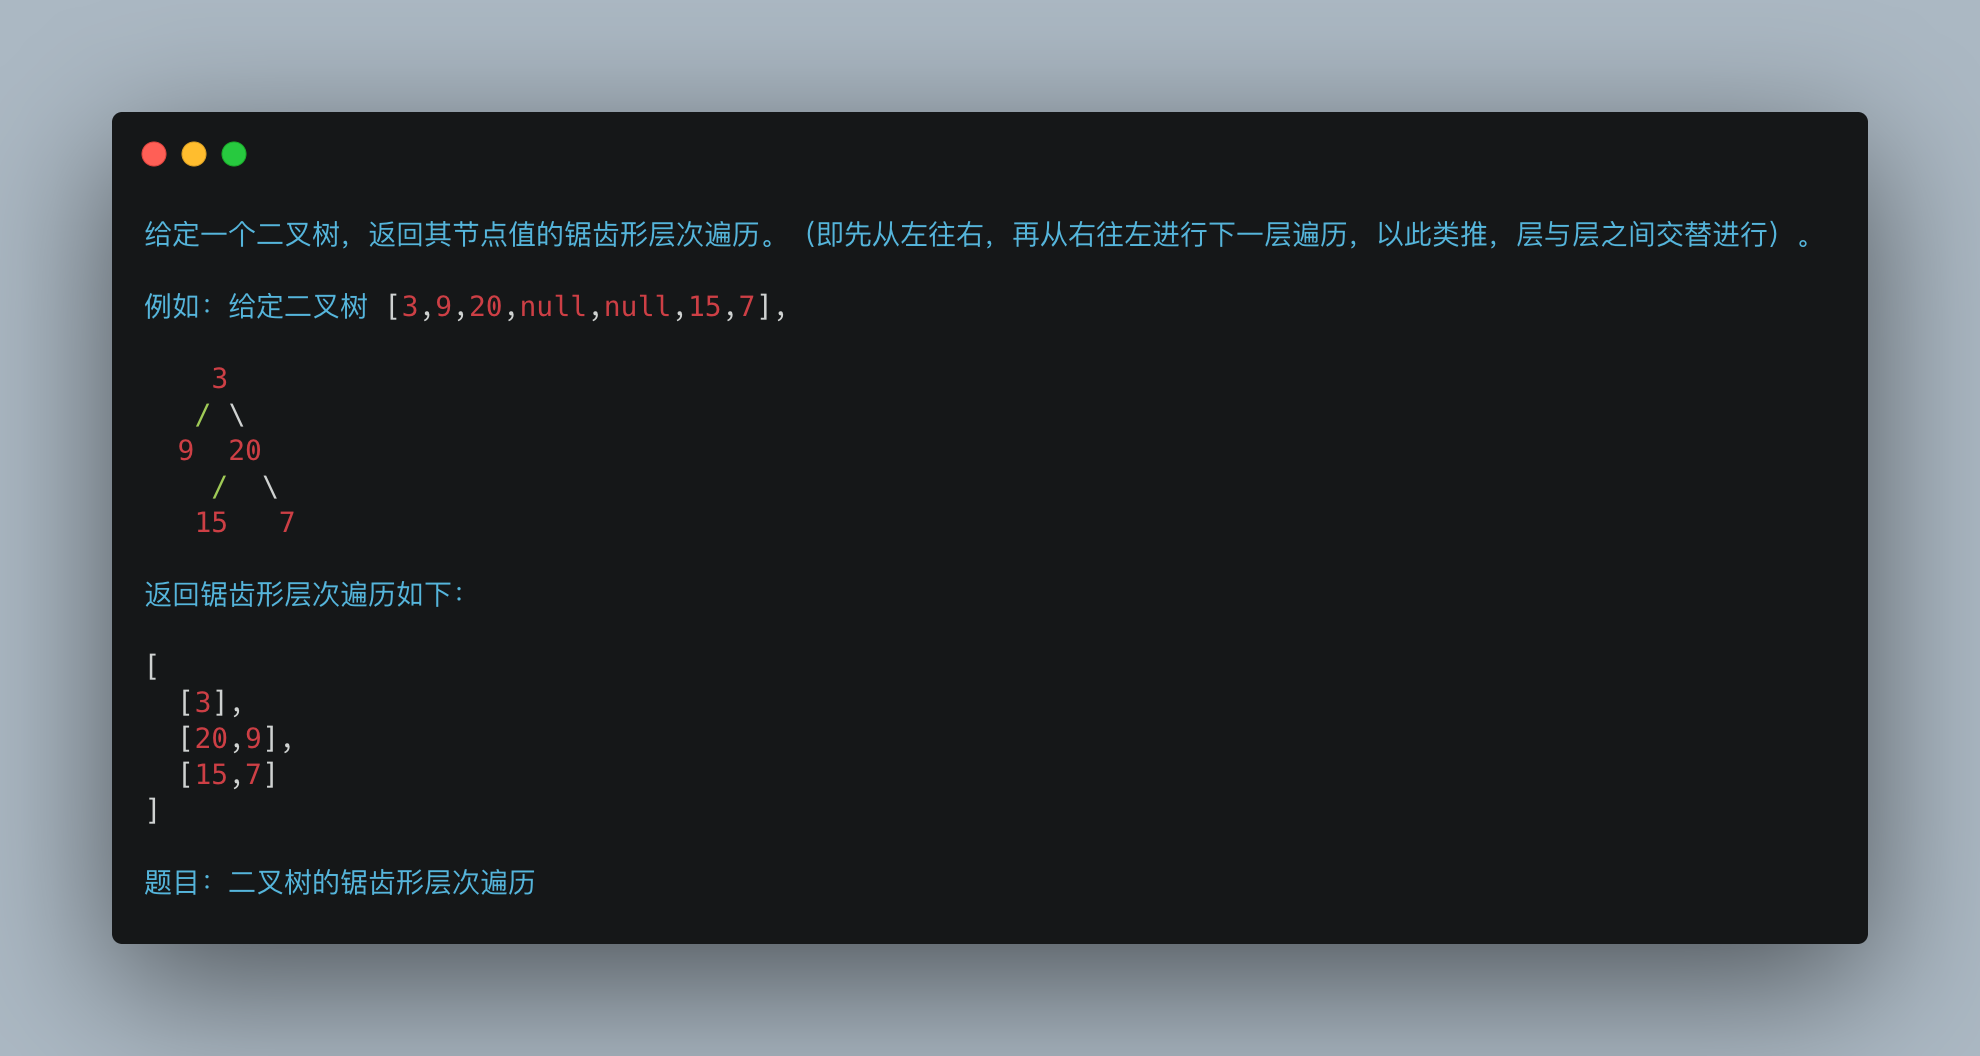 给定一个二叉树，返回其节点值的锯齿形层次遍历。（即先从左往右，再从右往左进行下一层遍历，以此类推，层与层之间交替进行）。
例如：给定二叉树 [3,9,20,null,null,15,7],
    3
   / \
  9  20
    /  \
   15   7
返回锯齿形层次遍历如下：
[
  [3],
  [20,9],
  [15,7]
]
题目：二叉树的锯齿形层次遍历